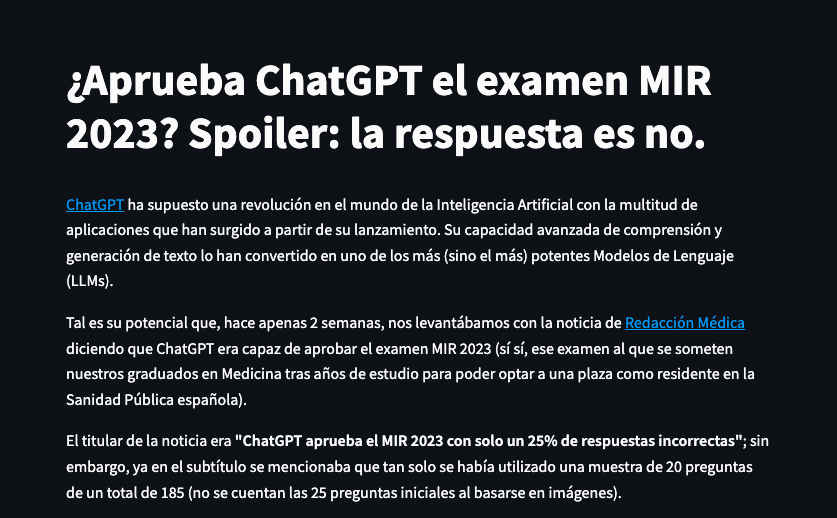 ¿Aprueba ChatGPT el examen MIR
2023? Spoiler: la respuesta es no.
ChatGPT ha supuesto una revolución en el mundo de la Inteligencia Artificial con la multitud de
aplicaciones que han surgido a partir de su lanzamiento. Su capacidad avanzada de comprensión y
generación de texto lo han convertido en uno de los más (sino el más) potentes Modelos de Lenguaje
(LLMs).
Tal es su potencial que, hace apenas 2 semanas, nos levantábamos con la noticia de Redacción Médica
diciendo que ChatGPT era capaz de aprobar el examen MIR 2023 (sí sí, ese examen al que se someten
nuestros graduados en Medicina tras años de estudio para poder optar a una plaza como residente en la
Sanidad Pública española).
El titular de la noticia era "ChatGPT aprueba el MIR 2023 con solo un 25% de respuestas incorrectas"; sin
embargo, ya en el subtítulo se mencionaba que tan solo se había utilizado una muestra de 20 preguntas
de un total de 185 (no se cuentan las 25 preguntas iniciales al basarse en imágenes).